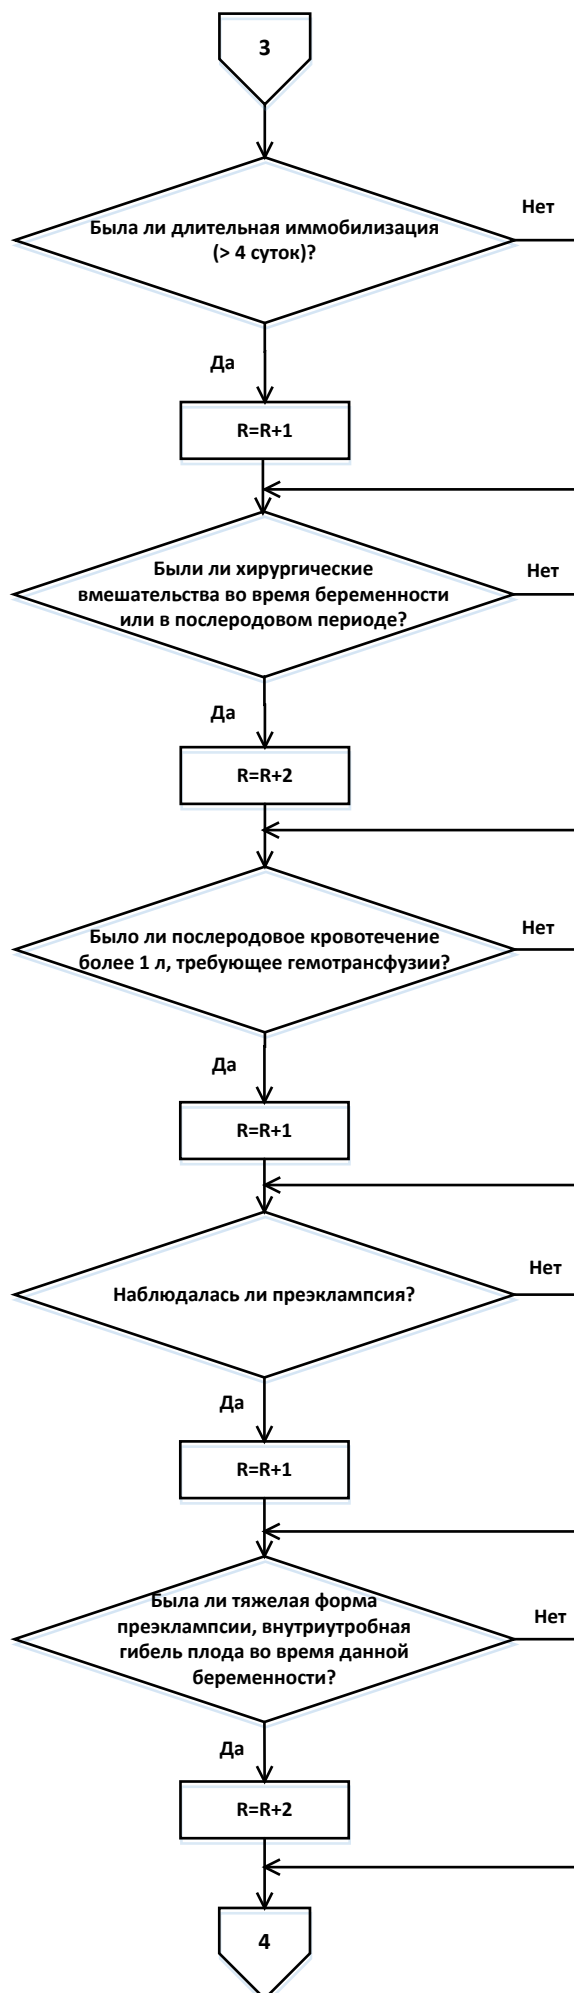 3
Была ли длительная иммобилизация
(> 4 суток)?
Нет
Да
R=R+1
Были ли хирургические
вмешательства во время беременности
или в послеродовом периоде?
Нет
Да
R=R+2
Было ли послеродовое кровотечение
более 1 л, требующее гемотрансфузии?
Нет
Да
R=R+1
Наблюдалась ли преэклампсия?
Нет
Да
R=R+1
Была ли тяжелая форма
преэклампсии, внутриутробная
гибель плода во время данной
беременности?
Нет
Да
R=R+2
4